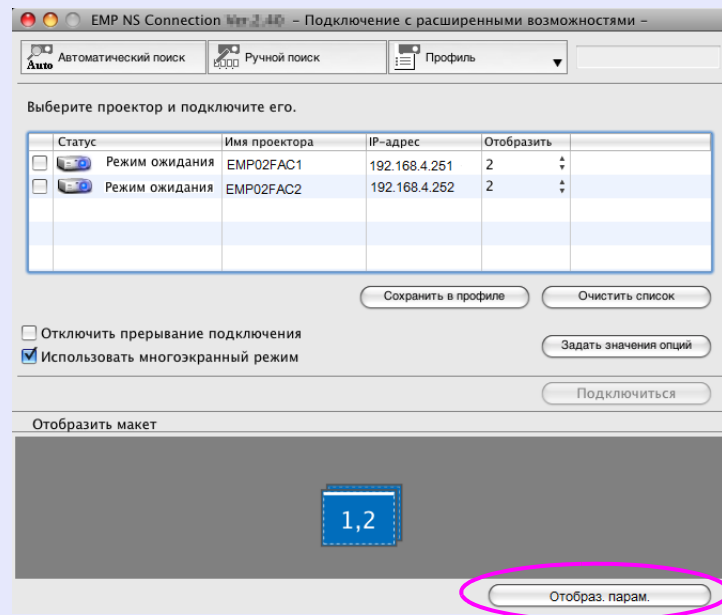 EMP NS Connection – Подключение с расширенными возможностями –
Auto Автоматический поиск Ручной поиск Профиль
Выберите проектор и подключите его.
Статус Имя проектора IP-адрес Отобразить
Режим ожидания EMP02FAC1 192.168.4.251 2
Режим ожидания EMP02FAC2 192.168.4.252 2
Сохранить в профиле Очистить список
Отключить прерывание подключения
Использовать многоэкранный режим
Задать значения опций
Подключиться
Отобразить макет
1,2
Отображ. парам.